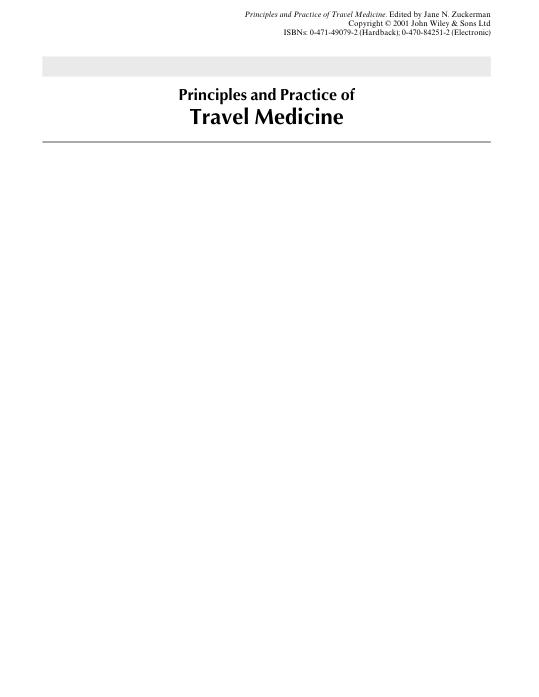 Principles and Practice of Travel Medicine. Edited by Jane N. Zuckerman
Copyright © 2001 John Wiley & Sons Ltd
ISBNs: 0-471-49079-2 (Hardback); 0-470-84251-2 (Electronic)
Principles and Practice of
Travel Medicine